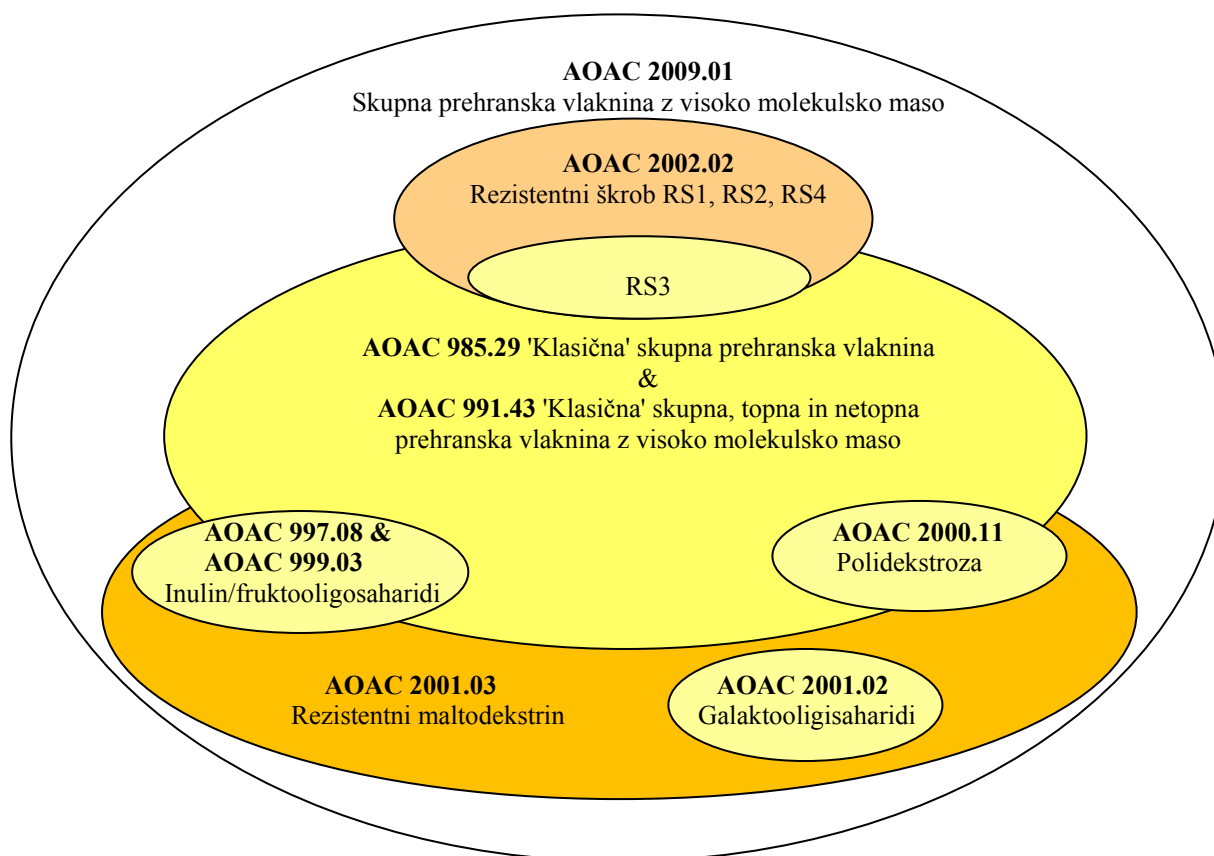 AOAC 2009.01
Skupna prehranska vlaknina z visoko molekulsko maso
AOAC 2002.02
Rezistentni škrob RS1, RS2, RS4
RS3
AOAC 985.29 'Klasična' skupna prehranska vlaknina
&
AOAC 991.43 'Klasična' skupna, topna in netopna
prehranska vlaknina z visoko molekulsko maso
AOAC 997.08 &
AOAC 999.03
Inulin/fruktooligosaharidi
AOAC 2000.11
Polidekstroza
AOAC 2001.03
Rezistentni maltodekstrin
AOAC 2001.02
Galaktooligisaharidi